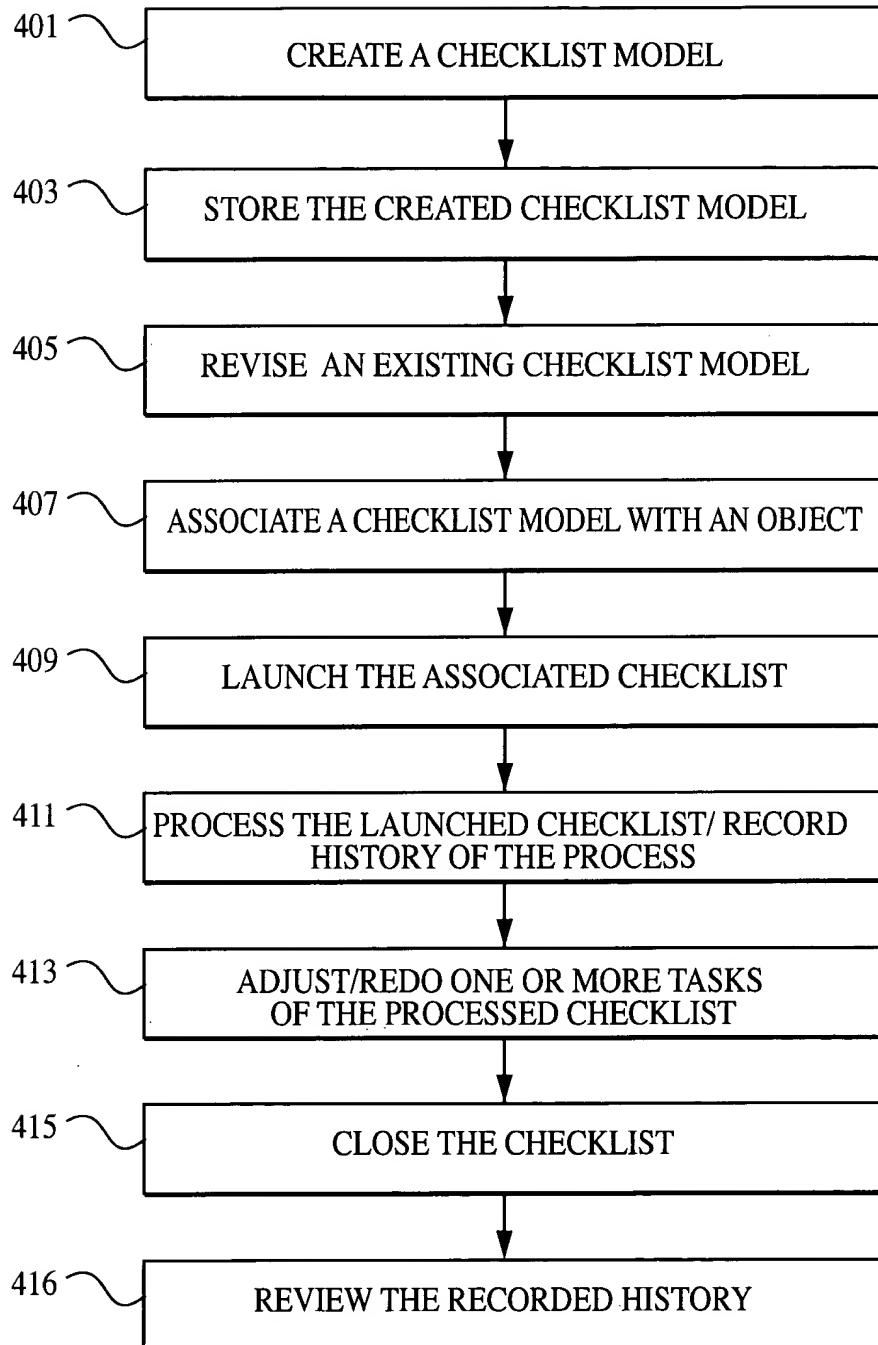 401
CREATE A CHECKLIST MODEL
403
STORE THE CREATED CHECKLIST MODEL
405
REVISE AN EXISTING CHECKLIST MODEL
407
ASSOCIATE A CHECKLIST MODEL WITH AN OBJECT
409
LAUNCH THE ASSOCIATED CHECKLIST
411
PROCESS THE LAUNCHED CHECKLIST/ RECORD
HISTORY OF THE PROCESS
413
ADJUST/REDO ONE OR MORE TASKS
OF THE PROCESSED CHECKLIST
415
CLOSE THE CHECKLIST
416
REVIEW THE RECORDED HISTORY